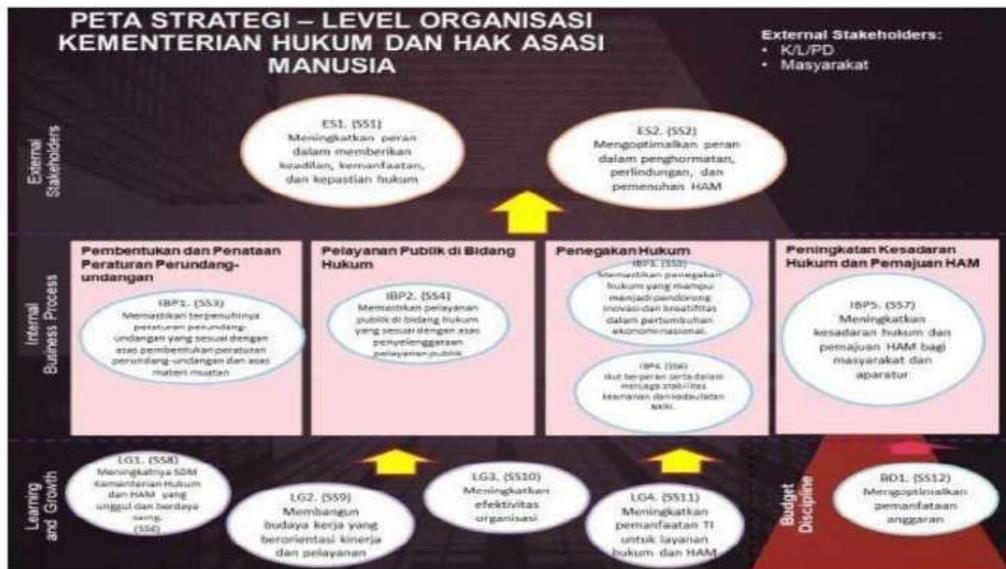 PETA STRATEGI – LEVEL ORGANISASI
KEMENTERIAN HUKUM DAN HAK ASASI
MANUSIA
External Stakeholders:
• K/L/PD
• Masyarakat
External
Stakeholders
ES1. (SS1)
Meningkatkan peran
dalam memberikan
keadilan, kemanfaatan,
dan kepastian hukum
ES2. (SS2)
Mengoptimalkan peran
dalam penghormatan,
perlindungan, dan
pemenuhan HAM
Internal
Business Process
Pembentukan dan Penataan
Peraturan Perundang-
undangan
IBP1. (SS3)
Memastikan terpenuhinya
peraturan perundang-
undangan yang sesuai dengan
asas pembentukan peraturan
perundang-undangan dan asas
materi muatan
Pelayanan Publik di Bidang
Hukum
IBP2. (SS4)
Memastikan pelayanan
publik di bidang hukum
yang sesuai dengan asas
penyelenggaraan
pelayanan publik
Penegakan Hukum
IBP3. (SS5)
Memastikan penegakan
hukum yang mampu
menjadi pendorong
inovasi dan kreatifitas
dalam pertumbuhan
ekonomi nasional.
IBP4. (SS6)
Ikut berperan serta dalam
menjaga stabilitas
keamanan dan kedaulatan
NKRI.
Peningkatan Kesadaran
Hukum dan Pemajuan HAM
IBP5. (SS7)
Meningkatkan
kesadaran hukum dan
pemajuan HAM bagi
masyarakat dan
aparatur
Learning
and Growth
LG1. (SS8)
Meningkatnya SDM
Kementerian Hukum
dan HAM yang
unggul dan berdaya
saing.
LG2. (SS9)
Membangun
budaya kerja yang
berorientasi kinerja
dan pelayanan
LG3. (SS10)
Meningkatkan
efektivitas
organisasi
LG4. (SS11)
Meningkatkan
pemanfaatan TI
untuk layanan
hukum dan HAM
Budget
Discipline
BD1. (SS12)
Mengoptimalkan
pemanfataan
anggaran